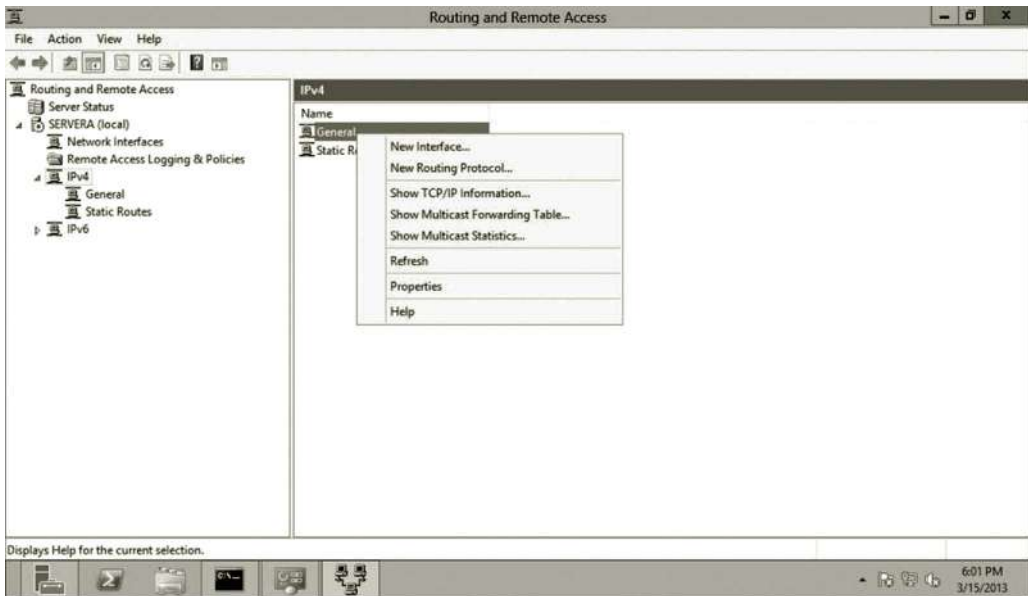 Routing and Remote Access
File Action View Help
Routing and Remote Access
Server Status
SERVERA (local)
Network Interfaces
Remote Access Logging & Policies
IPv4
General
Static Routes
IPv6
IPv4
Name
General
Static R
New Interface...
New Routing Protocol...
Show TCP/IP Information...
Show Multicast Forwarding Table...
Show Multicast Statistics...
Refresh
Properties
Help
Displays Help for the current selection.
6:01 PM
3/15/2013